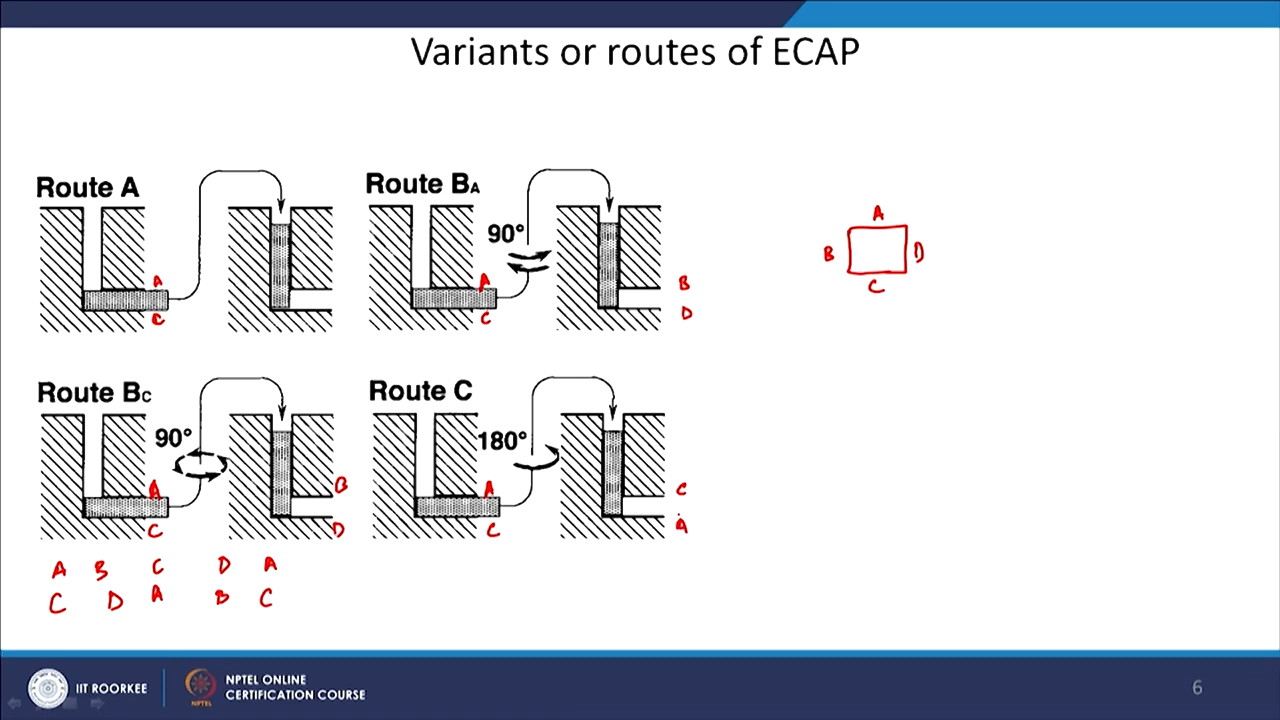 Variants or routes of ECAP
Route A
A
C
Route BA
90°
A
C
B
D
A
B
D
C
Route BC
90°
A
C
B
D
Route C
180°
A
C
C
A
A B C D A
C D A B C
IIT ROORKEE
NPTEL ONLINE
CERTIFICATION COURSE
NPTEL
6